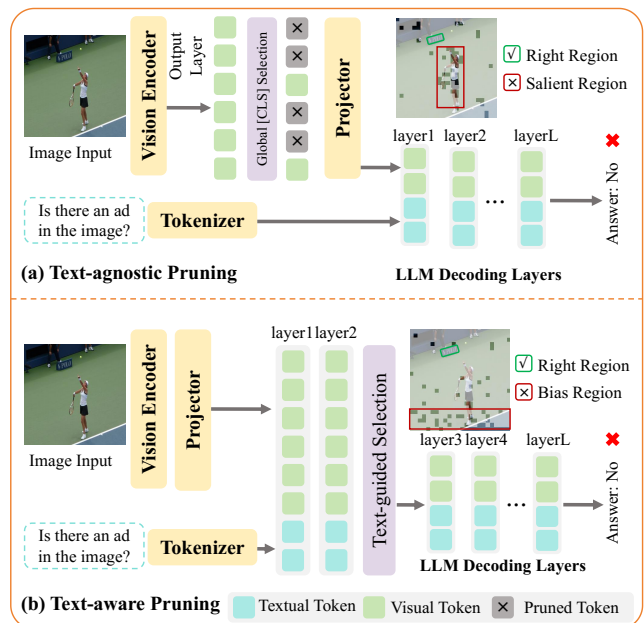 Vision Encoder
Output
Layer
Global [CLS] Selection
Projector
√ Right Region
× Salient Region
Image Input
layer1 layer2 layerL
Is there an ad
in the image?
Tokenizer
...
Answer: No
(a) Text-agnostic Pruning
LLM Decoding Layers
layer1 layer2
Vision Encoder
Projector
Text-guided Selection
√ Right Region
× Bias Region
Image Input
layer3 layer4 layerL
Is there an ad
in the image?
Tokenizer
...
Answer: No
LLM Decoding Layers
(b) Text-aware Pruning
Textual Token Visual Token × Pruned Token